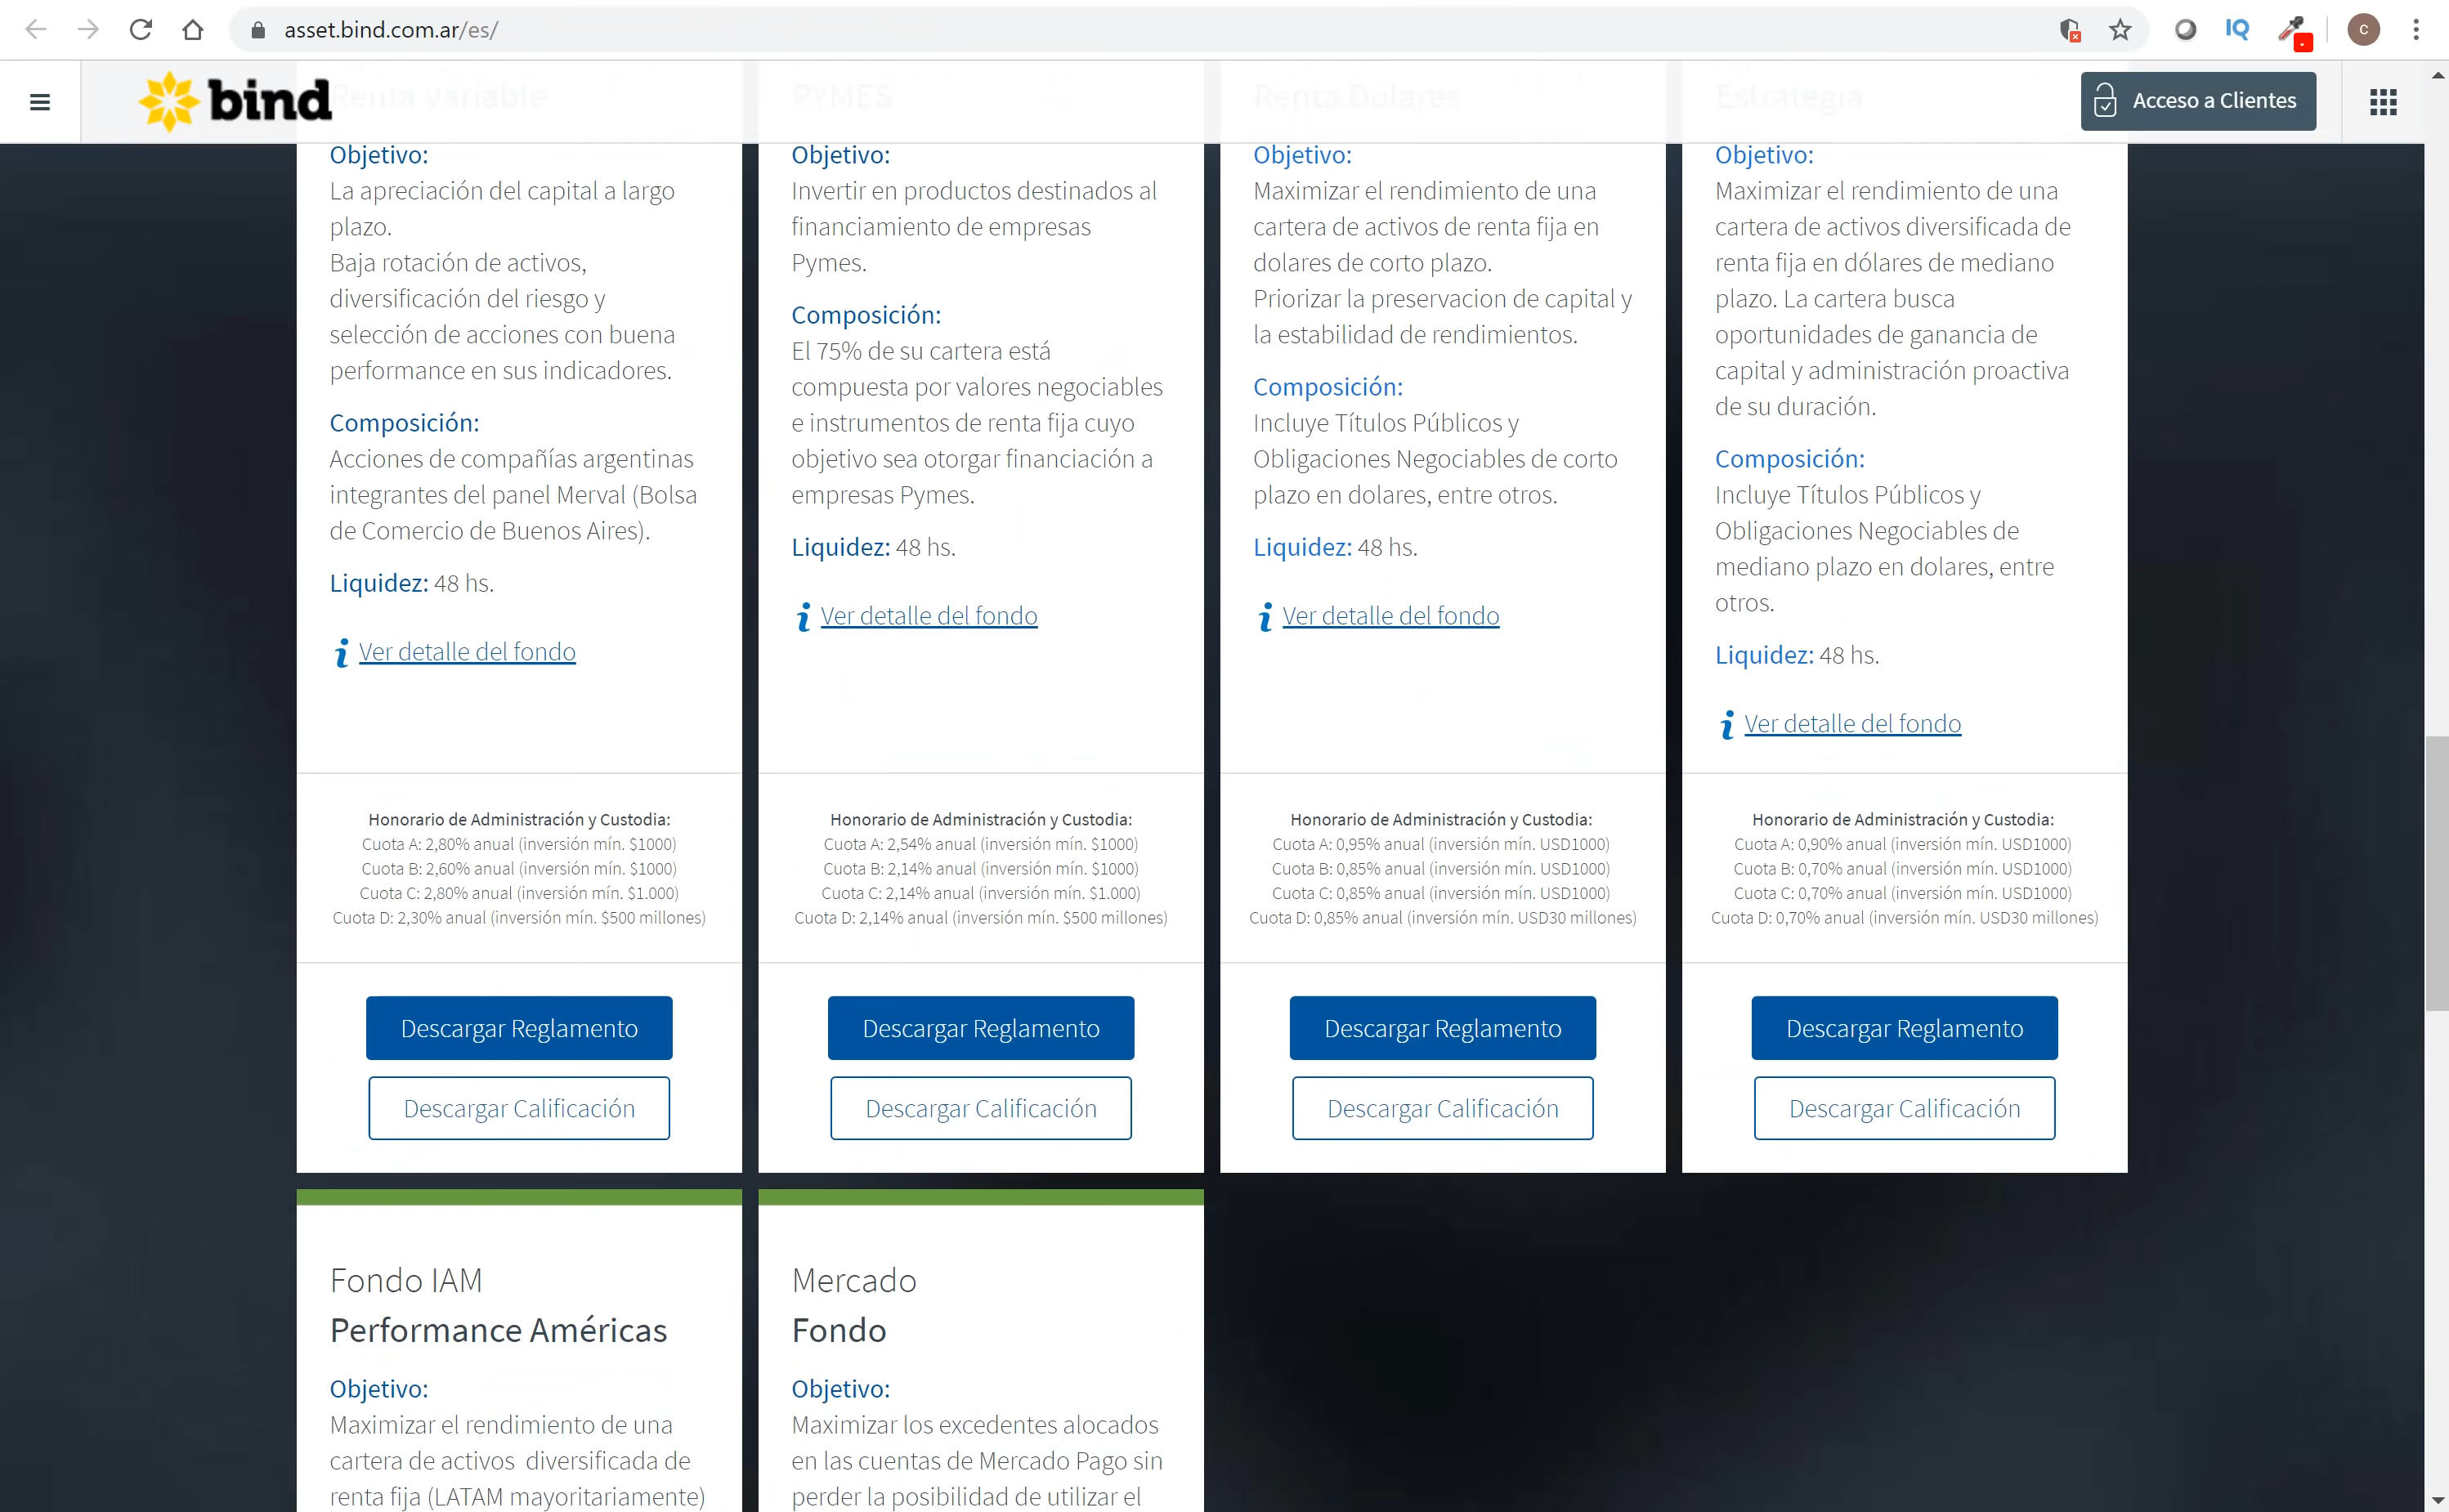 asset.bind.com.ar/es/
IQ
C
bind
Renta Variable
PYMES
Renta Dolares
Estrategia
Acceso a Clientes
Objetivo:
La apreciación del capital a largo
plazo.
Baja rotación de activos,
diversificación del riesgo y
selección de acciones con buena
performance en sus indicadores.
Composición:
Acciones de compañías argentinas
integrantes del panel Merval (Bolsa
de Comercio de Buenos Aires).
Liquidez: 48 hs.
Ver detalle del fondo
Honorario de Administración y Custodia:
Cuota A: 2,80% anual (inversión mín. $1000)
Cuota B: 2,60% anual (inversión mín. $1000)
Cuota C: 2,80% anual (inversión mín. $1.000)
Cuota D: 2,30% anual (inversión mín. $500 millones)
Descargar Reglamento
Descargar Calificación
Objetivo:
Invertir en productos destinados al
financiamiento de empresas
Pymes.
Composición:
El 75% de su cartera está
compuesta por valores negociables
e instrumentos de renta fija cuyo
objetivo sea otorgar financiación a
empresas Pymes.
Liquidez: 48 hs.
Ver detalle del fondo
Honorario de Administración y Custodia:
Cuota A: 2,54% anual (inversión mín. $1000)
Cuota B: 2,14% anual (inversión mín. $1000)
Cuota C: 2,14% anual (inversión mín. $1.000)
Cuota D: 2,14% anual (inversión mín. $500 millones)
Descargar Reglamento
Descargar Calificación
Objetivo:
Maximizar el rendimiento de una
cartera de activos de renta fija en
dolares de corto plazo.
Priorizar la preservacion de capital y
la estabilidad de rendimientos.
Composición:
Incluye Títulos Públicos y
Obligaciones Negociables de corto
plazo en dolares, entre otros.
Liquidez: 48 hs.
Ver detalle del fondo
Honorario de Administración y Custodia:
Cuota A: 0,95% anual (inversión mín. USD1000)
Cuota B: 0,85% anual (inversión mín. USD1000)
Cuota C: 0,85% anual (inversión mín. USD1000)
Cuota D: 0,85% anual (inversión mín. USD30 millones)
Descargar Reglamento
Descargar Calificación
Objetivo:
Maximizar el rendimiento de una
cartera de activos diversificada de
renta fija en dólares de mediano
plazo. La cartera busca
oportunidades de ganancia de
capital y administración proactiva
de su duración.
Composición:
Incluye Títulos Públicos y
Obligaciones Negociables de
mediano plazo en dolares, entre
otros.
Liquidez: 48 hs.
Ver detalle del fondo
Honorario de Administración y Custodia:
Cuota A: 0,90% anual (inversión mín. USD1000)
Cuota B: 0,70% anual (inversión mín. USD1000)
Cuota C: 0,70% anual (inversión mín. USD1000)
Cuota D: 0,70% anual (inversión mín. USD30 millones)
Descargar Reglamento
Descargar Calificación
Fondo IAM
Performance Américas
Objetivo:
Maximizar el rendimiento de una
cartera de activos diversificada de
renta fija (LATAM mayoritariamente)
Mercado
Fondo
Objetivo:
Maximizar los excedentes alocados
en las cuentas de Mercado Pago sin
perder la posibilidad de utilizar el